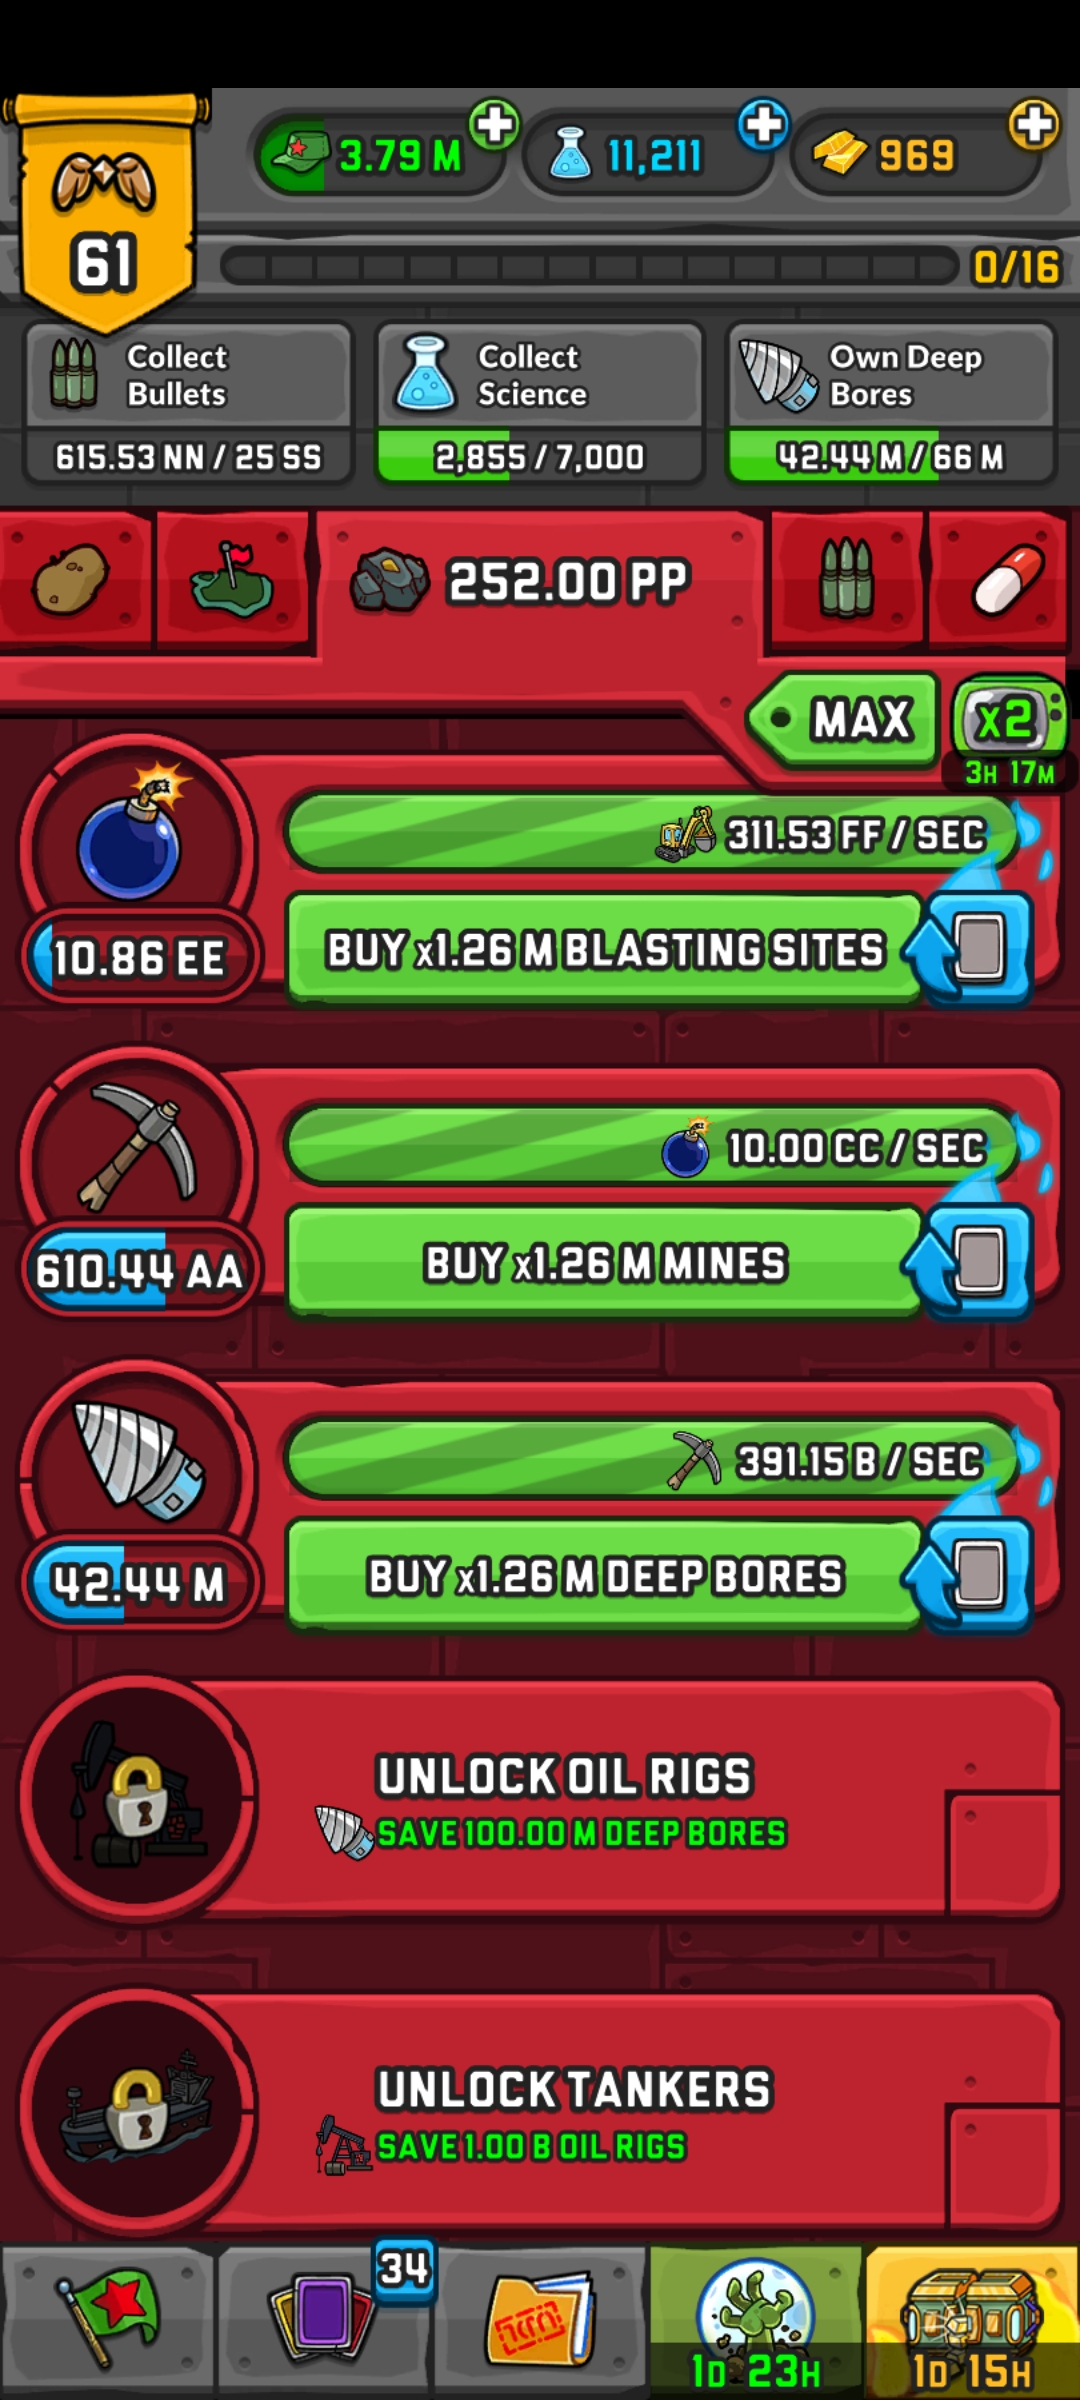 61
3.79 M
11,211
969
0/16
Collect
Bullets
615.53 NN / 25 SS
Collect
Science
2,855 / 7,000
Own Deep
Bores
42.44 M / 66 M
252.00 PP
MAX
x2
3H 17M
311.53 FF / SEC
10.86 EE
BUY x1.26 M BLASTING SITES
10.00 CC / SEC
610.44 AA
BUY x1.26 M MINES
391.15 B / SEC
42.44 M
BUY x1.26 M DEEP BORES
UNLOCK OIL RIGS
SAVE 100.00 M DEEP BORES
UNLOCK TANKERS
SAVE 1.00 B OIL RIGS
34
1D 23H
1D 15H